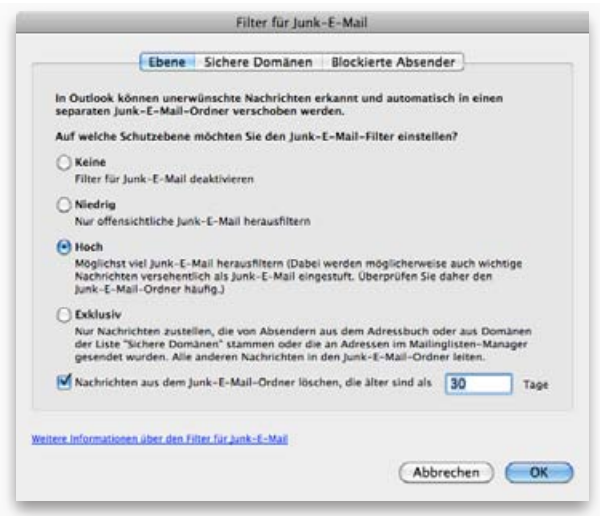 Filter für Junk-E-Mail
Ebene Sichere Domänen Blockierte Absender
In Outlook können unerwünschte Nachrichten erkannt und automatisch in einen
separaten Junk-E-Mail-Ordner verschoben werden.
Auf welche Schutzebene möchten Sie den Junk-E-Mail-Filter einstellen?
Keine
Filter für Junk-E-Mail deaktivieren
Niedrig
Nur offensichtliche Junk-E-Mail herausfiltern
Hoch
Möglichst viel Junk-E-Mail herausfiltern (Dabei werden möglicherweise auch wichtige
Nachrichten versehentlich als Junk-E-Mail eingestuft. Überprüfen Sie daher den
Junk-E-Mail-Ordner häufig.)
Exklusiv
Nur Nachrichten zustellen, die von Absendern aus dem Adressbuch oder aus Domänen
der Liste "Sichere Domänen" stammen oder die an Adressen im Mailinglisten-Manager
gesendet wurden. Alle anderen Nachrichten in den Junk-E-Mail-Ordner leiten.
Nachrichten aus dem Junk-E-Mail-Ordner löschen, die älter sind als 30 Tage
Weitere Informationen über den Filter für Junk-E-Mail
Abbrechen OK